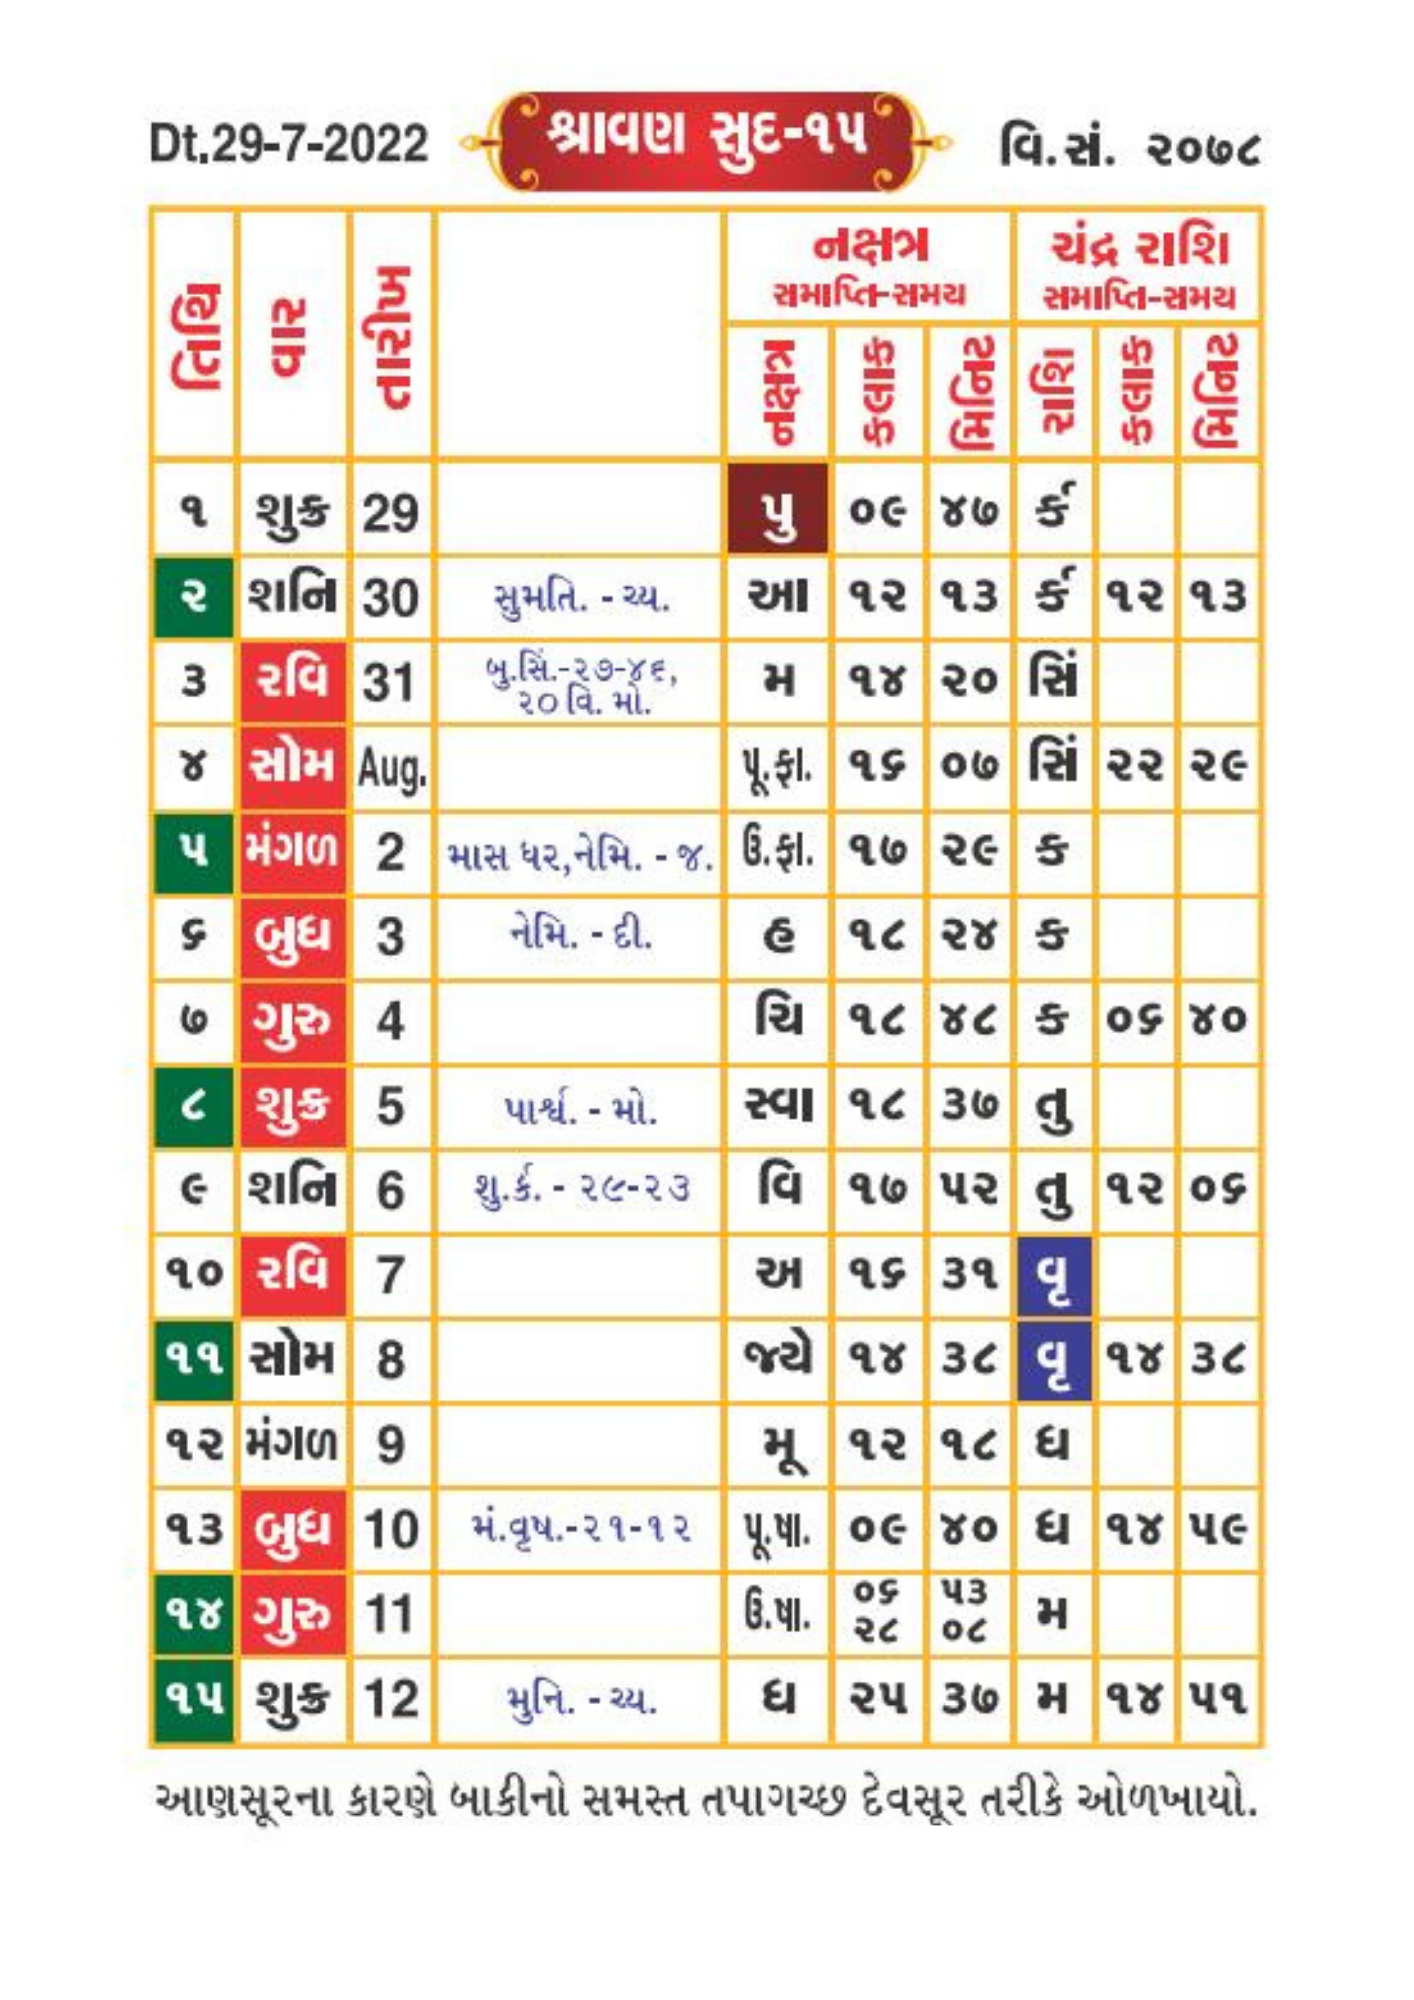 Dt.29-7-2022 શ્રાવણ સુદ-૧૫ વિ.સં. ૨૦૭૮
તિથિ વાર તારીખ નક્ષત્ર સમાપ્તિ-સમય ચંદ્ર રાશિ સમાપ્તિ-સમય
નક્ષત્ર કલાક મિનિટ રાશિ કલાક મિનિટ
૧ શુક્ર 29 પુ ૦૯ ૪૭ ર્ક
૨ શનિ 30 સુમતિ. - ચ્ય. આ ૧૨ ૧૩ ર્ક ૧૨ ૧૩
૩ રવિ 31 બુ.સિં.-૨૭-૪૬, મ ૧૪ ૨૦ સિં
૨૦ વિ. મો.
૪ સોમ Aug. પૂ.ફા. ૧૬ ૦૭ સિં ૨૨ ૨૯
૫ મંગળ 2 માસ ધર,નેમિ. - જ. ઉ.ફા. ૧૭ ૨૯ ક
૬ બુધ 3 નેમિ. - દી. હ ૧૮ ૨૪ ક
૭ ગુરુ 4 ચિ ૧૮ ૪૮ ક ૦૬ ૪૦
૮ શુક્ર 5 પાર્શ્વ. - મો. સ્વા ૧૮ ૩૭ તુ
૯ શનિ 6 શુ.ર્ક. - ૨૯-૨૩ વિ ૧૭ ૫૨ તુ ૧૨ ૦૬
૧૦ રવિ 7 અ ૧૬ ૩૧ વૃ
૧૧ સોમ 8 જ્યે ૧૪ ૩૮ વૃ ૧૪ ૩૮
૧૨ મંગળ 9 મૂ ૧૨ ૧૮ ધ
૧૩ બુધ 10 મં.વૃષ.-૨૧-૧૨ પૂ.ષા. ૦૯ ૪૦ ધ ૧૪ ૫૯
૧૪ ગુરુ 11 ઉ.ષા. ૦૬ ૫૩ મ
૨૮ ૦૮
૧૫ શુક્ર 12 મુનિ. - ચ્ય. ધ ૨૫ ૩૭ મ ૧૪ ૫૧
આણસૂરના કારણે બાકીનો સમસ્ત તપાગચ્છ દેવસૂર તરીકે ઓળખાયો.